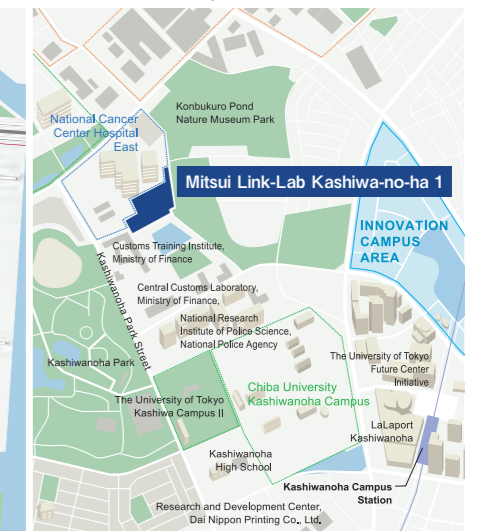 Konbukuro Pond
Nature Museum Park
National Cancer
Center Hospital
East
Mitsui Link-Lab Kashiwa-no-ha 1
INNOVATION
CAMPUS
AREA
Customs Training Institute,
Ministry of Finance
Kashiwanoha Park Street
Central Customs Laboratory,
Ministry of Finance,
National Research
Institute of Police Science,
National Police Agency
Kashiwanoha Park
The University of Tokyo
Future Center
Initiative
Chiba University
Kashiwanoha Campus
The University of Tokyo
Kashiwa Campus II
LaLaport
Kashiwanoha
Kashiwanoha
High School
Kashiwanoha Campus
Station
Research and Development Center,
Dai Nippon Printing Co., Ltd.